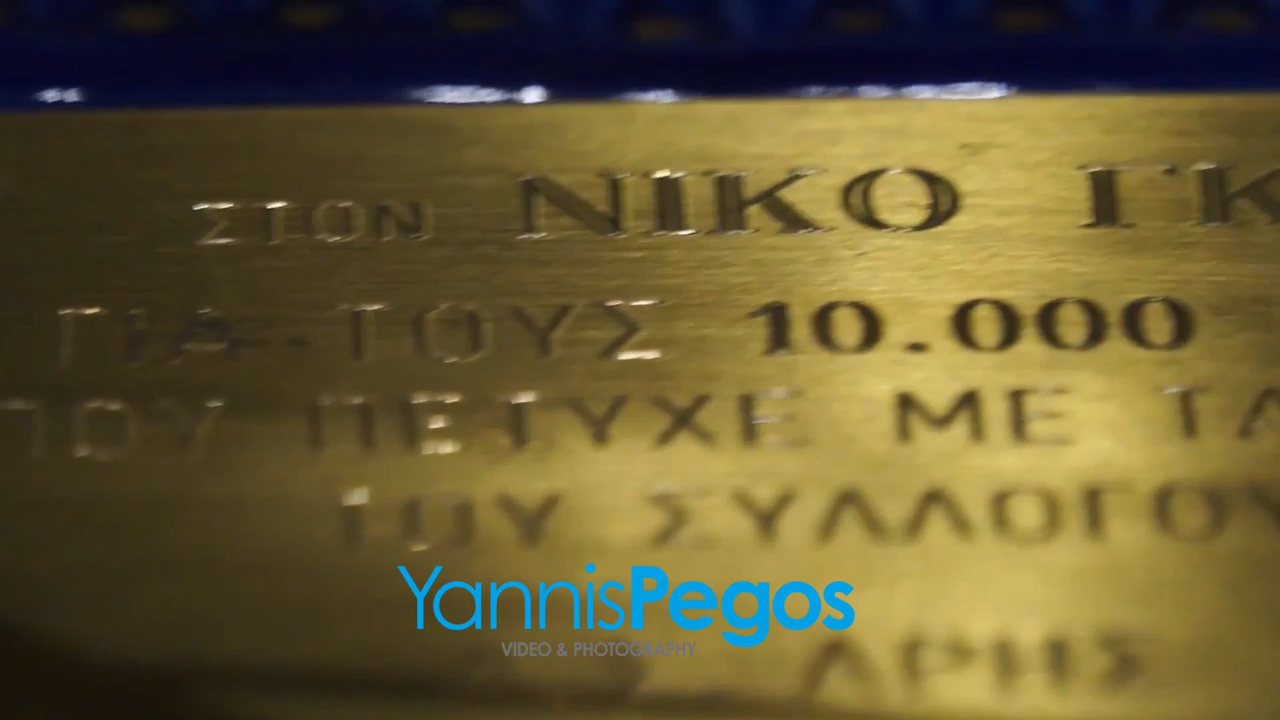 ΣΤΟΝ ΝΙΚΟ ΓΚ
ΓΙΑ ΤΟΥΣ 10.000
ΠΟΥ ΠΕΤΥΧΕ ΜΕ ΤΑ
ΤΟΥ ΣΥΛΛΟΓΟΥ
ΑΡΗΣ
YannisPegos
VIDEO & PHOTOGRAPHY